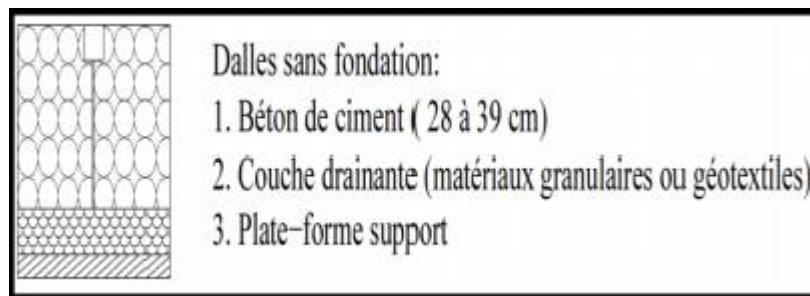 Dalles sans fondation:
1. Béton de ciment ( 28 à 39 cm)
2. Couche drainante (matériaux granulaires ou géotextiles)
3. Plate-forme support